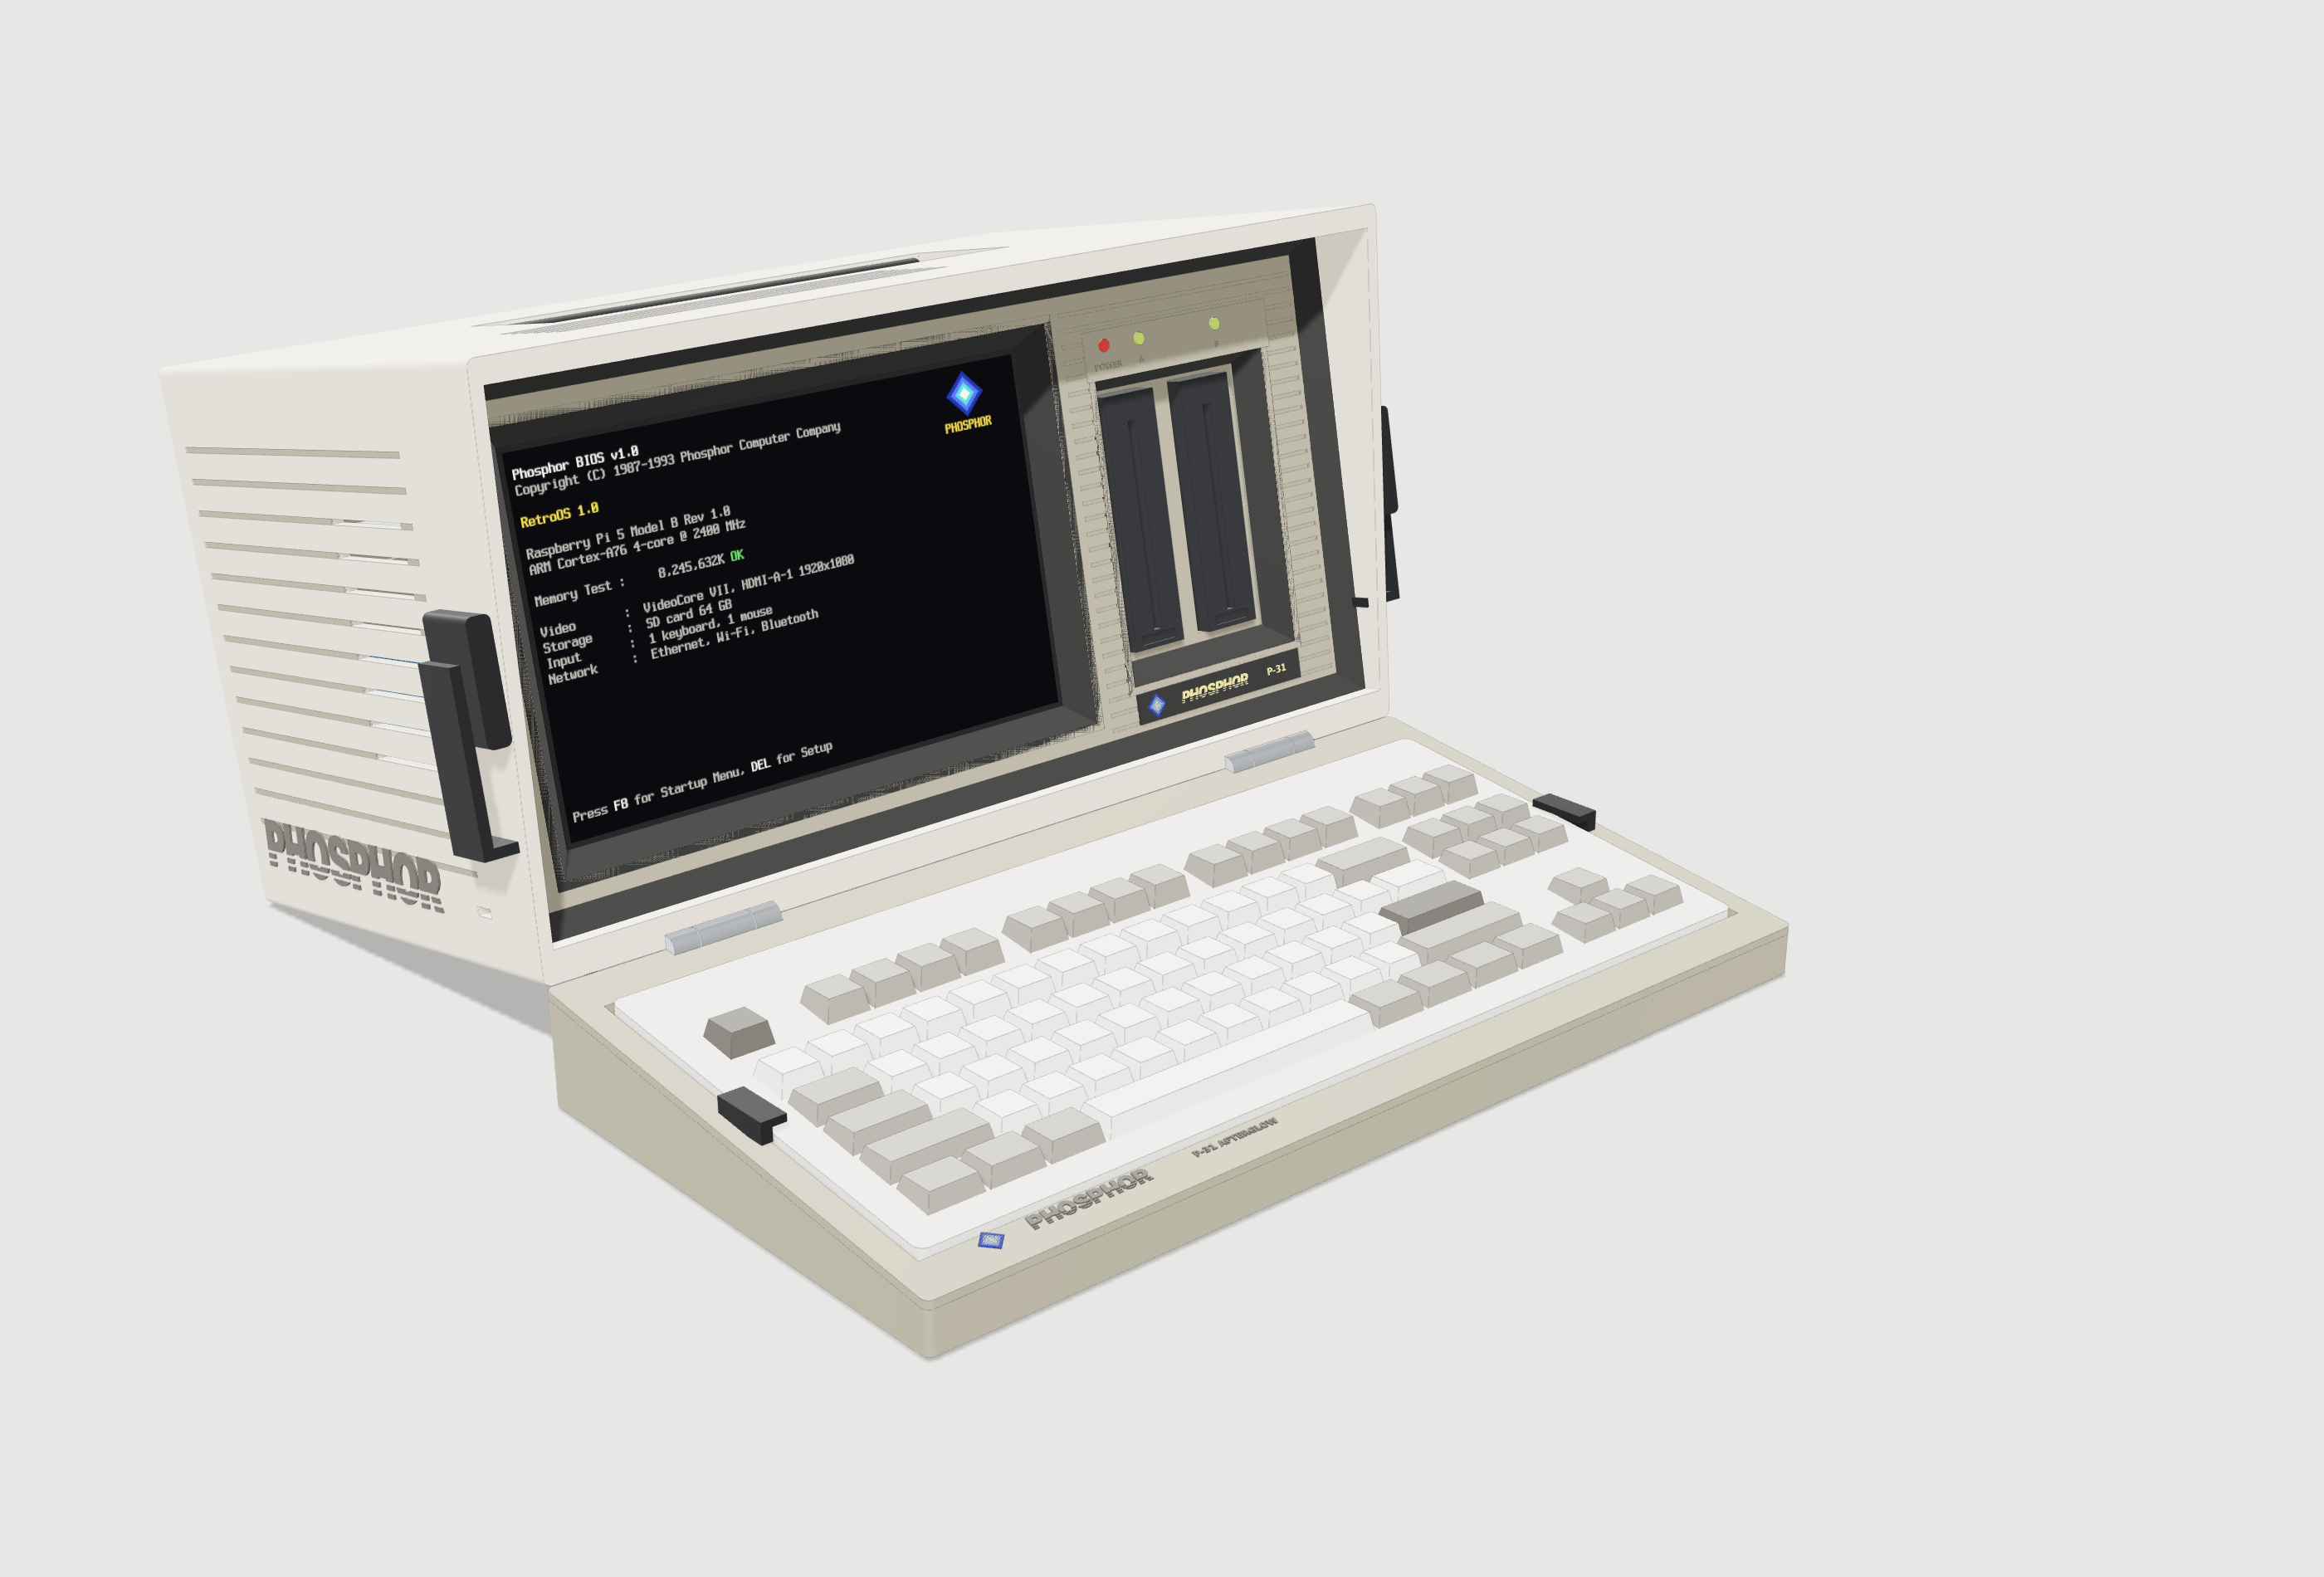 PHOSPHOR
Phosphor BIOS v1.0
Copyright (C) 1987-1993 Phosphor Computer Company
RetroOS 1.0
Raspberry Pi 5 Model B Rev 1.0
ARM Cortex-A76 4-core @ 2400 MHz
Memory Test : 8,245,632K OK
Video : VideoCore VII, HDMI-A-1 1920x1080
Storage : SD card 64 GB
Input : 1 keyboard, 1 mouse
Network : Ethernet, Wi-Fi, Bluetooth
Press F8 for Startup Menu, DEL for Setup
POWER
PHOSPHOR P-31
PHOSPHOR
PHOSPHOR P-31 AFTERGLOW